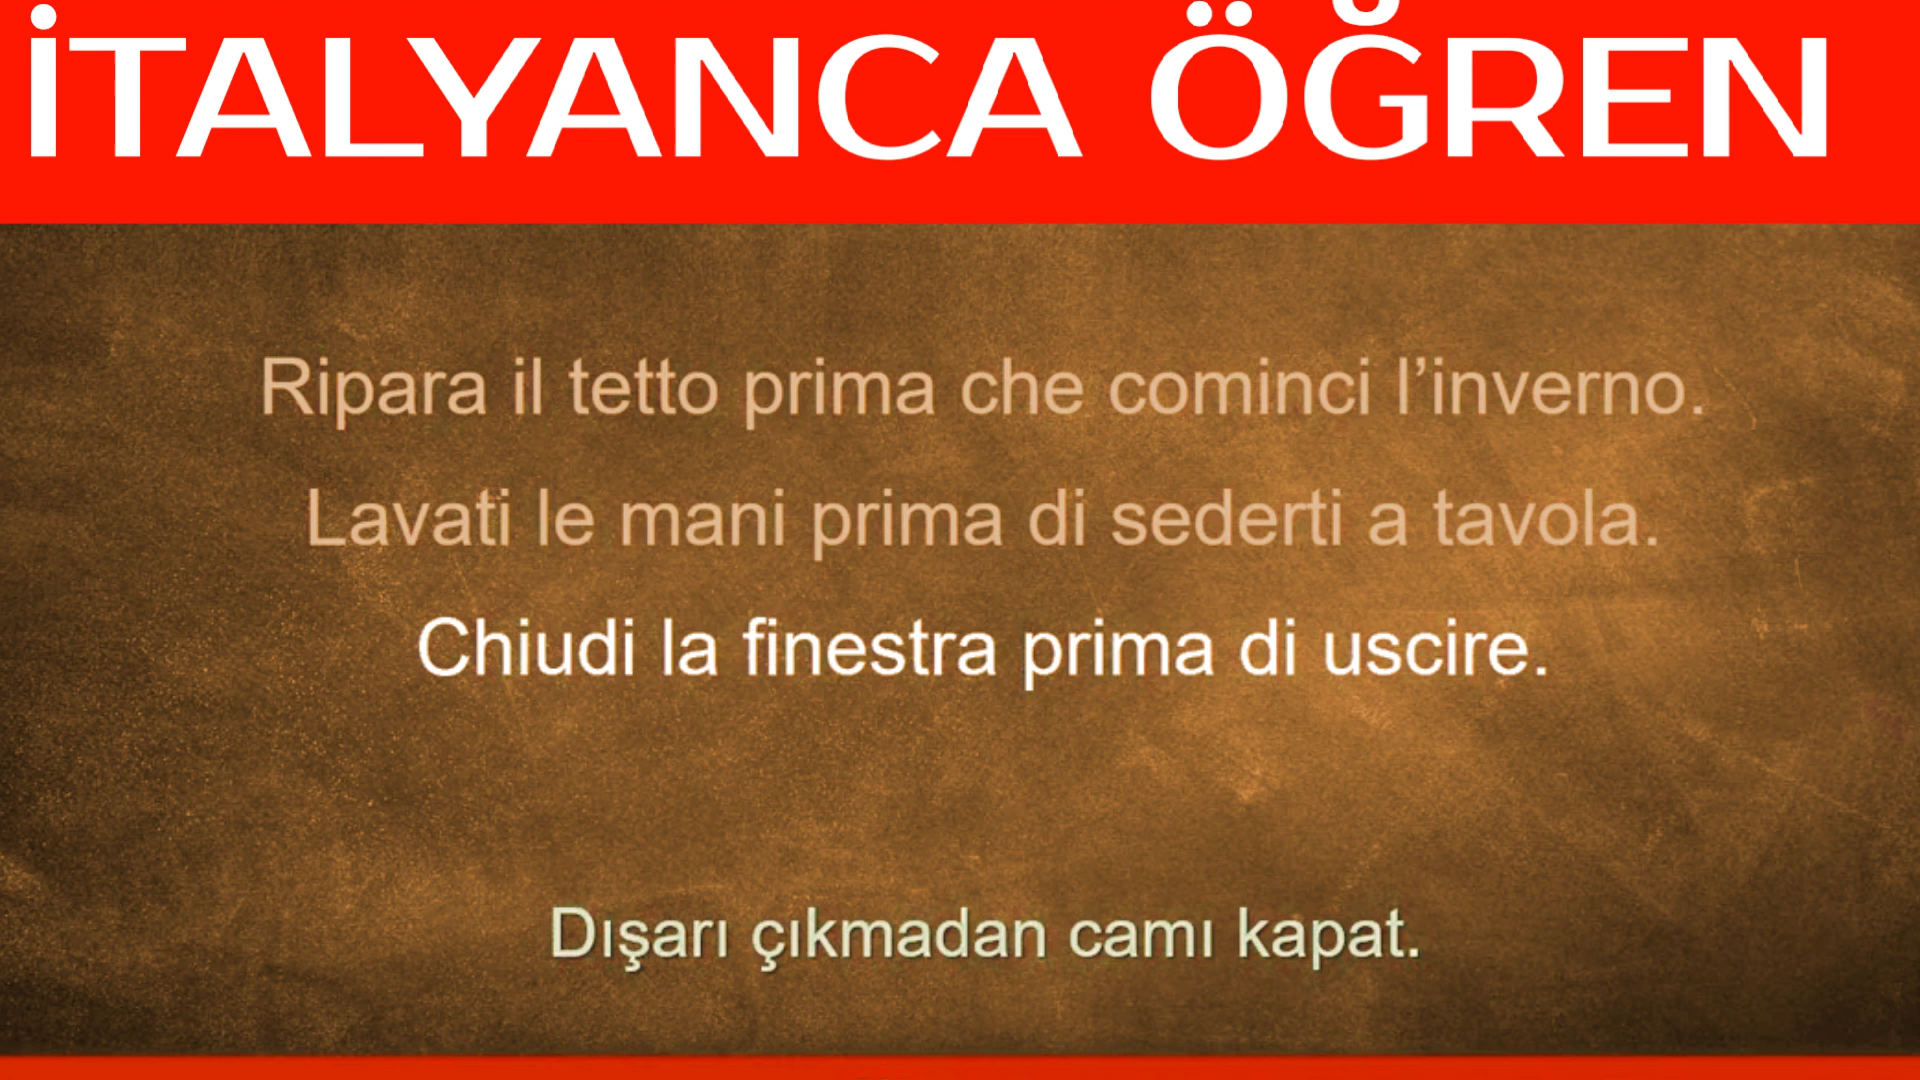 İTALYANCA ÖĞREN
Ripara il tetto prima che cominci l’inverno.
Lavati le mani prima di sederti a tavola.
Chiudi la finestra prima di uscire.
Dışarı çıkmadan camı kapat.